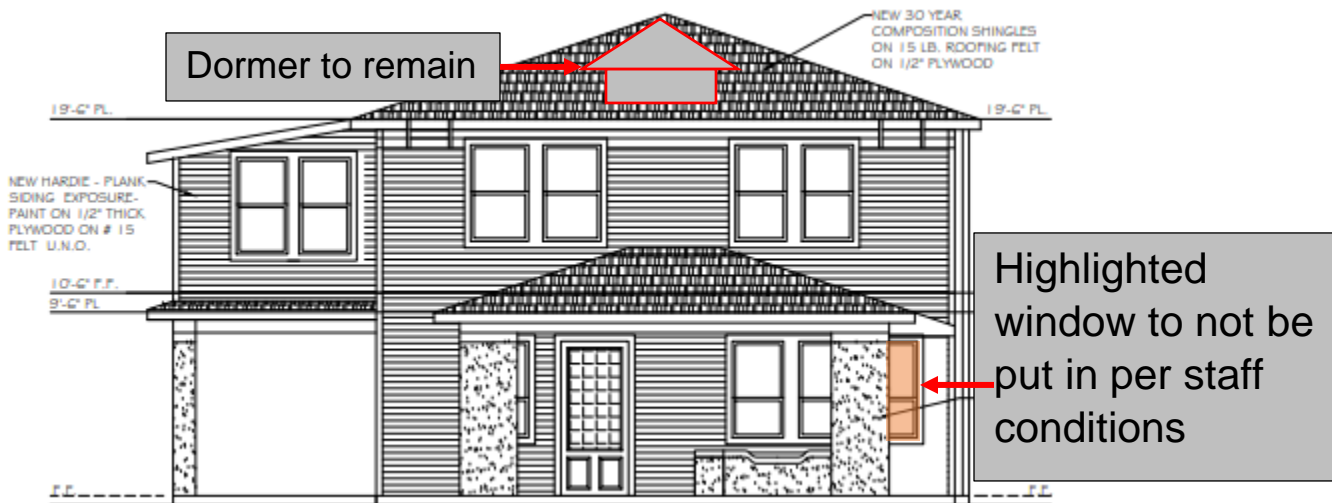 NEW 30 YEAR
COMPOSITION SHINGLES
ON 15 LB. ROOFING FELT
ON 1/2" PLYWOOD
Dormer to remain
19'-6" PL.
19'-6" PL.
NEW HARDIE - PLANK
SIDING EXPOSURE-
PAINT ON 1/2" THICK
PLYWOOD ON # 15
FELT U.N.O.
10'-6" F.F.
9'-6" PL
Highlighted
window to not be
put in per staff
conditions
F.F.
F.F.